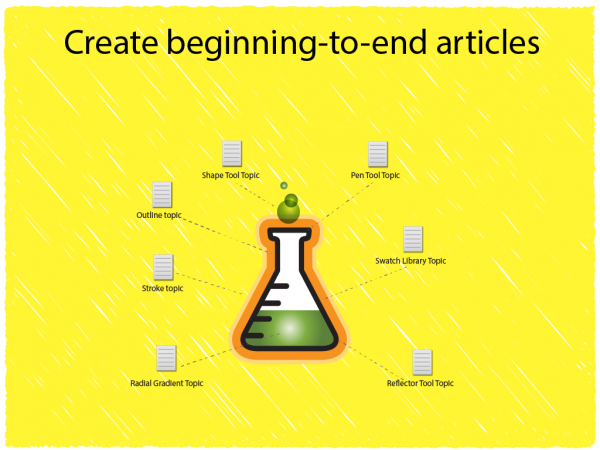 Create beginning-to-end articles
Shape Tool Topic
Pen Tool Topic
Outline topic
Swatch Library Topic
Stroke topic
Radial Gradient Topic
Reflector Tool Topic